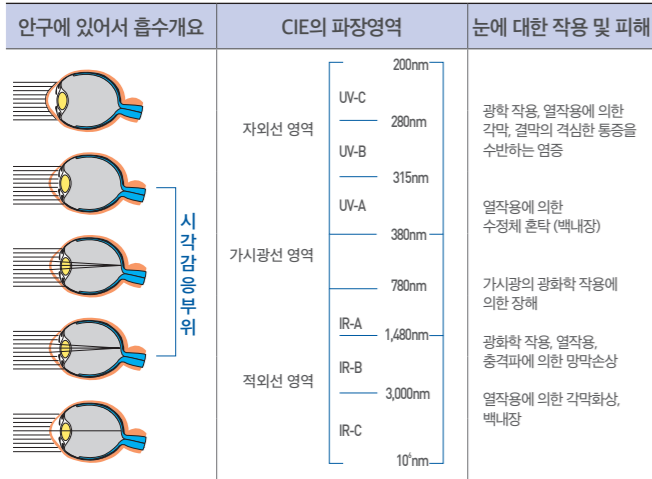 안구에 있어서 흡수개요
CIE의 파장영역
눈에 대한 작용 및 피해
시각감응부위
자외선 영역
가시광선 영역
적외선 영역
200nm
UV-C
280nm
UV-B
315nm
UV-A
380nm
780nm
IR-A
1,480nm
IR-B
3,000nm
IR-C
10⁶nm
광학 작용, 열작용에 의한
각막, 결막의 격심한 통증을
수반하는 염증
열작용에 의한
수정체 혼탁 (백내장)
가시광의 광화학 작용에
의한 장해
광화학 작용, 열작용,
충격파에 의한 망막손상
열작용에 의한 각막화상,
백내장